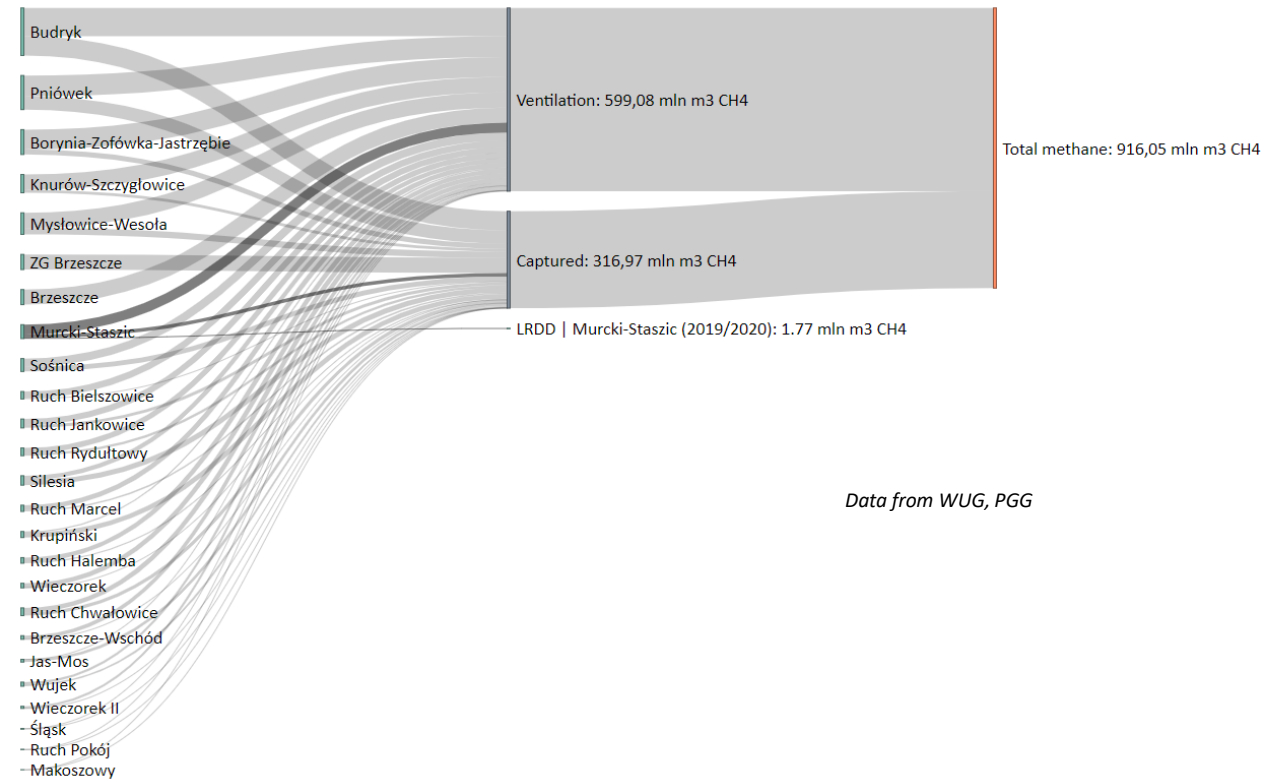 Budryk
Pniówek
Borynia-Zofówka-Jastrzębie
Knurów-Szczygłowice
Mysłowice-Wesoła
ZG Brzeszcze
Brzeszcze
Murcki-Staszic
Sośnica
Ruch Bielszowice
Ruch Jankowice
Ruch Rydułtowy
Silesia
Ruch Marcel
Krupiński
Ruch Halemba
Wieczorek
Ruch Chwałowice
Brzeszcze-Wschód
Jas-Mos
Wujek
Wieczorek II
Śląsk
Ruch Pokój
Makoszowy
Ventilation: 599,08 mln m3 CH4
Captured: 316,97 mln m3 CH4
LRDD | Murcki-Staszic (2019/2020): 1.77 mln m3 CH4
Total methane: 916,05 mln m3 CH4
Data from WUG, PGG